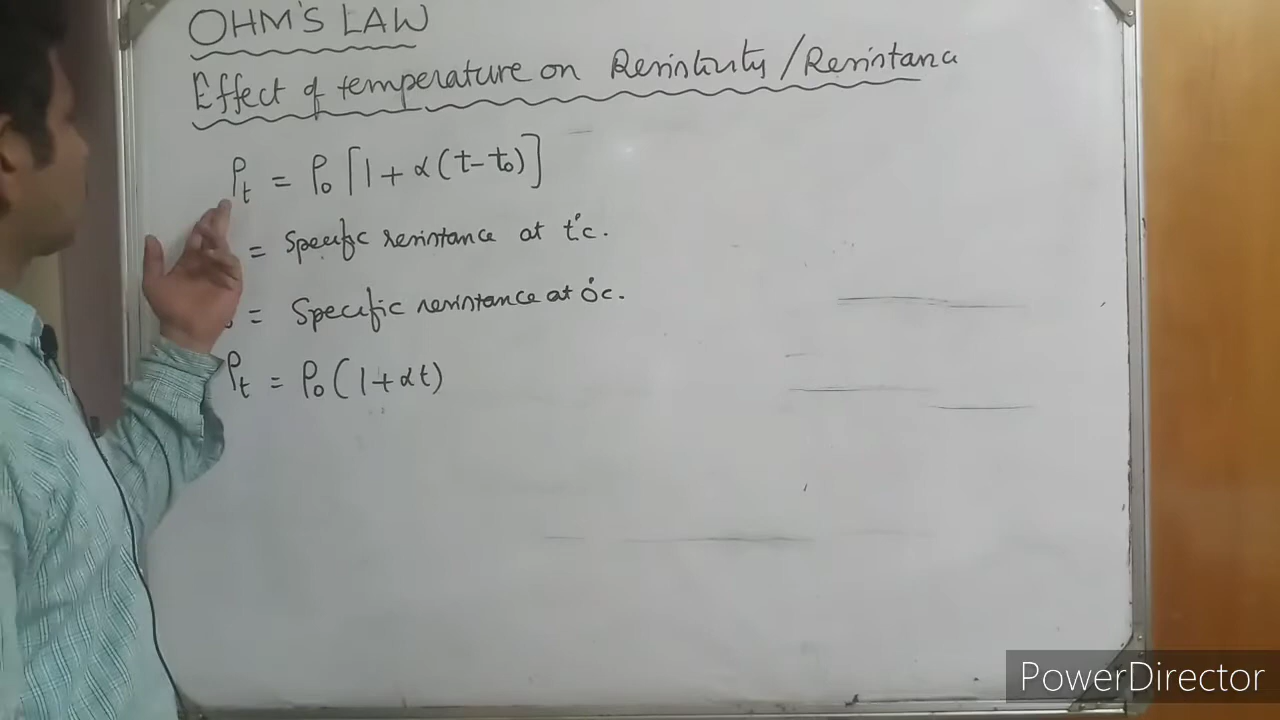 OHM'S LAW
Effect of temperature on Resistivity / Resistance
ρt = ρ₀ [1 + α (t - t₀)]
= Specific resistance at t°c.
= Specific resistance at 0°c.
ρt = ρ₀ (1 + αt)
PowerDirector